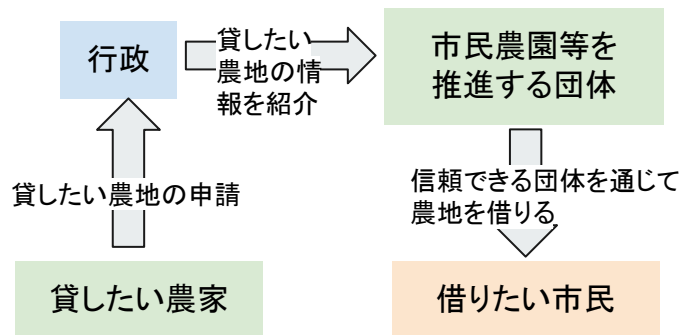 行政
貸したい
農地の情
報を紹介
市民農園等を
推進する団体
貸したい農地の申請
信頼できる団体を通じて
農地を借りる
貸したい農家
借りたい市民